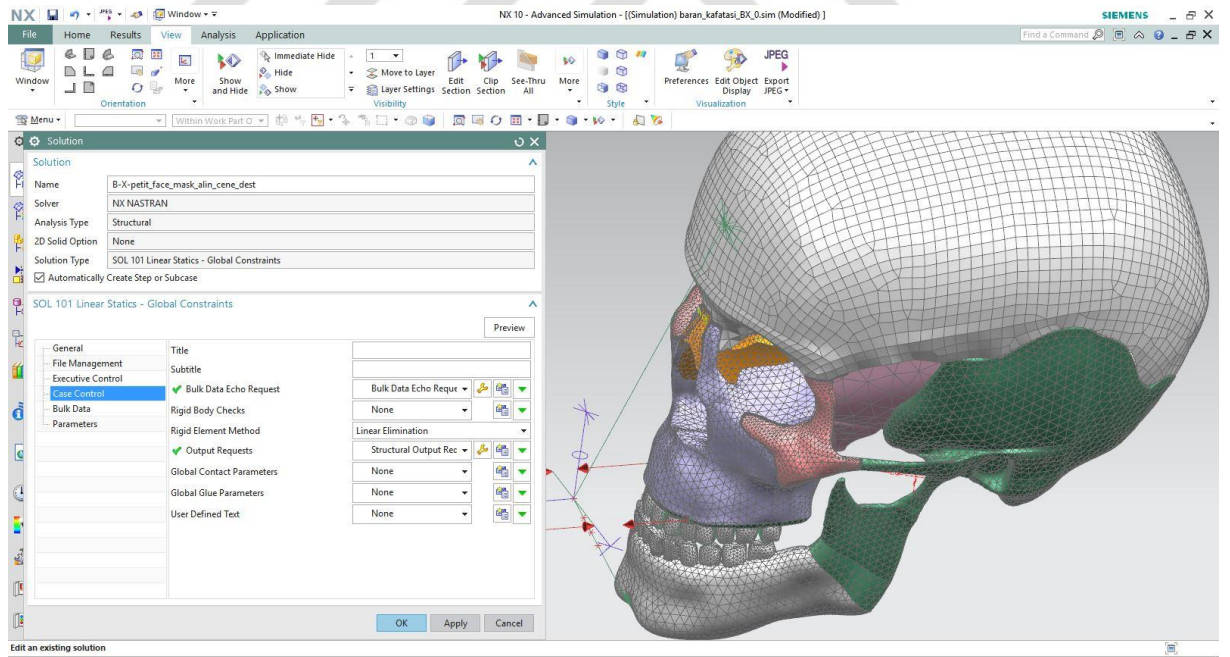 NX Window NX 10 - Advanced Simulation - [(Simulation) baran_kafatasi_BX_0.sim (Modified) ] SIEMENS
File Home Results View Analysis Application Find a Command
Window
More
Show and Hide
Immediate Hide
Hide
Show
1
Move to Layer
Layer Settings
Edit Section
Clip Section
See-Thru All
More
Preferences
Edit Object Display
JPEG
Export JPEG
Orientation Visibility Style Visualization
Menu Within Work Part O
Solution
Solution
Name B-X-petit_face_mask_alin_cene_dest
Solver NX NASTRAN
Analysis Type Structural
2D Solid Option None
Solution Type SOL 101 Linear Statics - Global Constraints
Automatically Create Step or Subcase
SOL 101 Linear Statics - Global Constraints
Preview
General
File Management
Executive Control
Case Control
Bulk Data
Parameters
Title
Subtitle
Bulk Data Echo Request Bulk Data Echo Reque
Rigid Body Checks None
Rigid Element Method Linear Elimination
Output Requests Structural Output Rec
Global Contact Parameters None
Global Glue Parameters None
User Defined Text None
OK Apply Cancel
Edit an existing solution